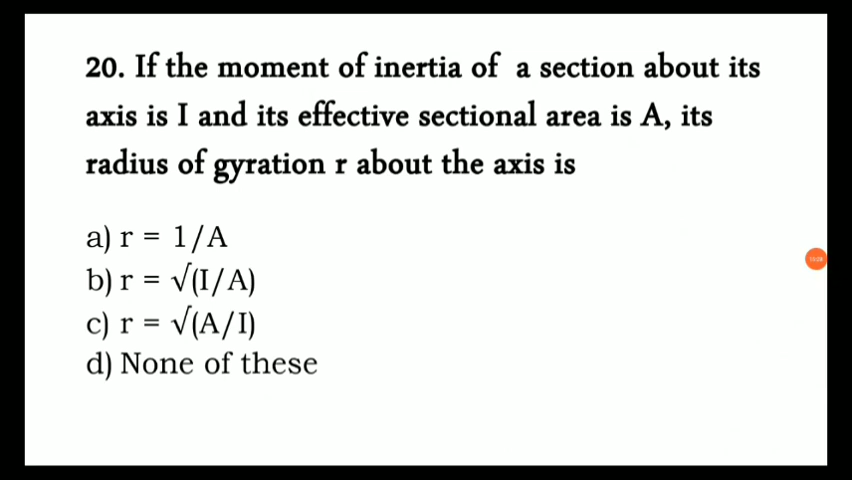 20. If the moment of inertia of a section about its
axis is I and its effective sectional area is A, its
radius of gyration r about the axis is
a) r = 1/A
b) r = √(I/A)
c) r = √(A/I)
d) None of these